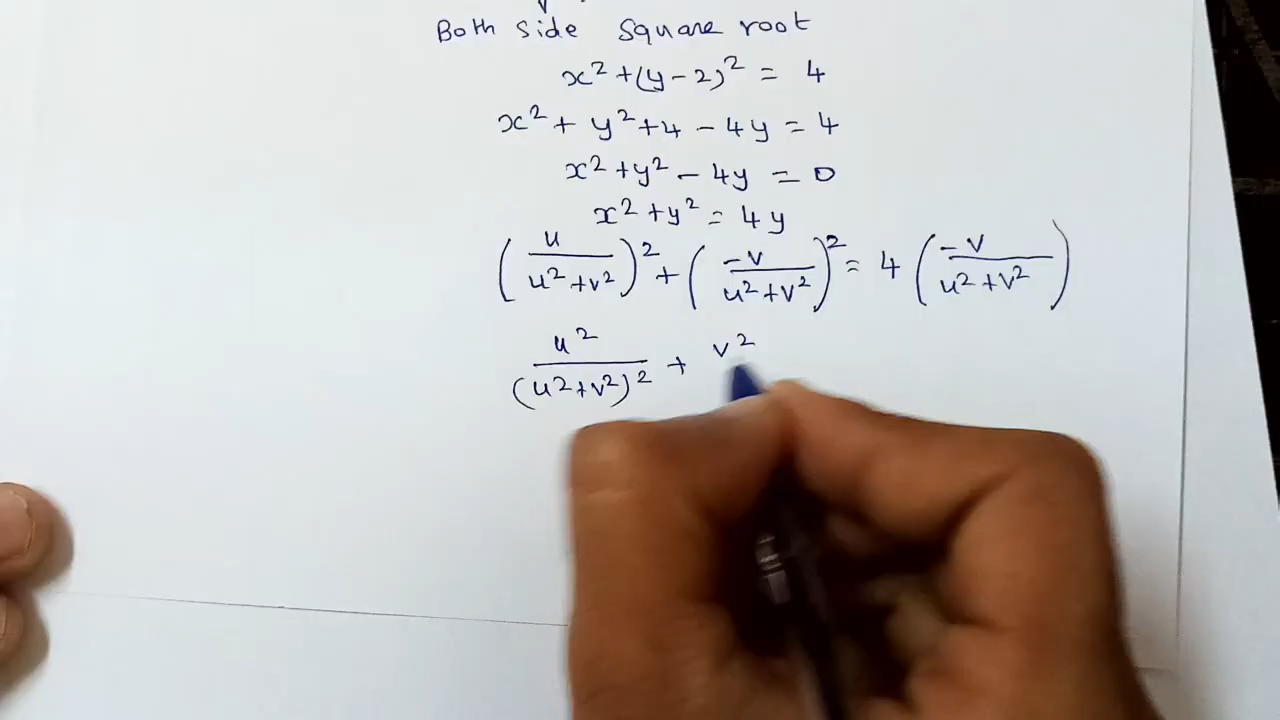 Both side square root
x² + (y - 2)² = 4
x² + y² + 4 - 4y = 4
x² + y² - 4y = 0
x² + y² = 4y
(u / (u² + v²))² + (-v / (u² + v²))² = 4 (-v / (u² + v²))
u² / (u² + v²)² + v²